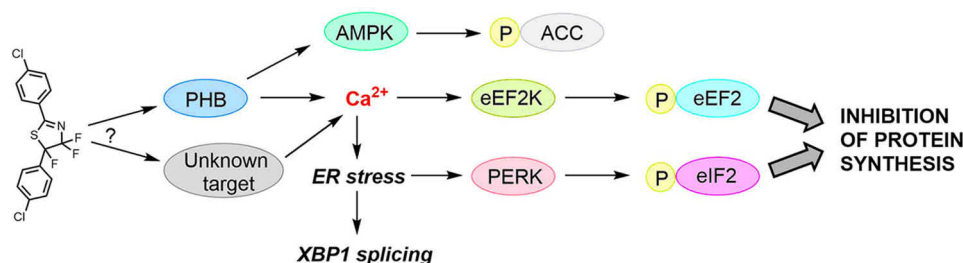 AMPK
P
ACC
Cl
N
S
F
F
F
Cl
?
PHB
Unknown
target
Ca2+
eEF2K
P
eEF2
ER stress
PERK
P
eIF2
XBP1 splicing
INHIBITION
OF PROTEIN
SYNTHESIS